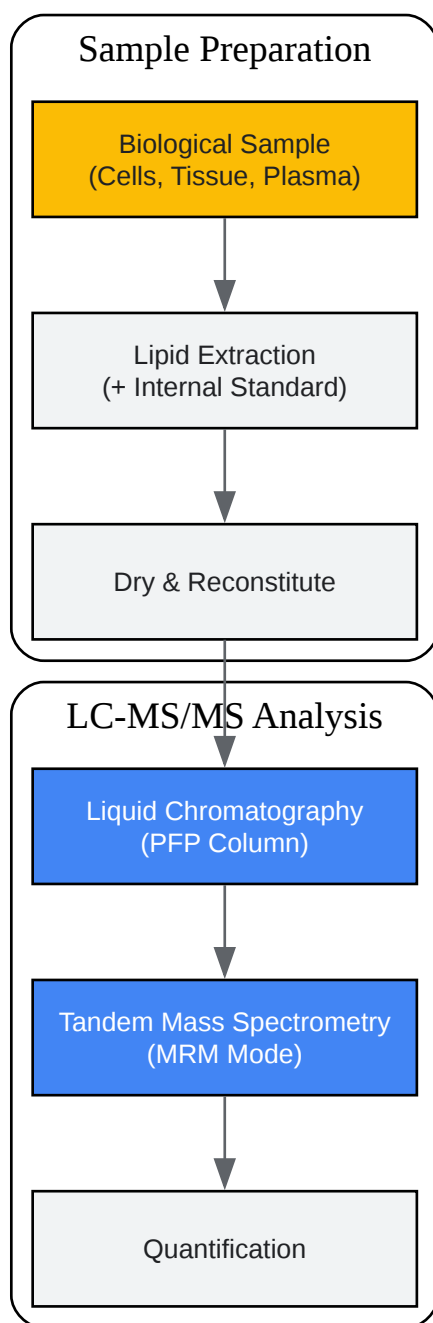 Sample Preparation
Biological Sample
(Cells, Tissue, Plasma)
Lipid Extraction
(+ Internal Standard)
Dry & Reconstitute
LC-MS/MS Analysis
Liquid Chromatography
(PFP Column)
Tandem Mass Spectrometry
(MRM Mode)
Quantification